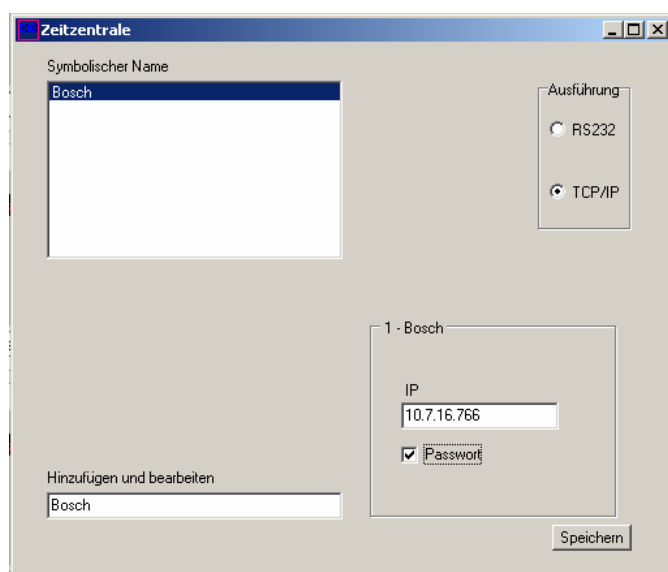 Zeitzentrale
Symbolischer Name
Bosch
Ausführung
RS232
TCP/IP
1 - Bosch
IP
10.7.16.766
Passwort
Hinzufügen und bearbeiten
Bosch
Speichern